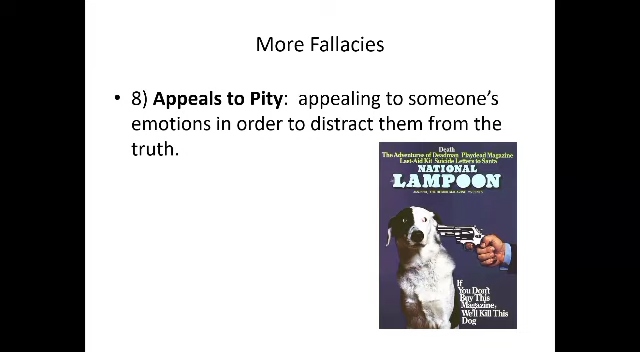 More Fallacies
• 8) Appeals to Pity: appealing to someone's
emotions in order to distract them from the
truth.
Death
The Adventures of Deadman Playdead Magazine
Last-Aid Kit Suicide Letters to Santa
NATIONAL
LAMPOON
If
You Don't
Buy This
Magazine,
We'll Kill This
Dog